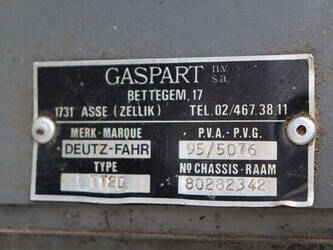 GASPART n.v. s.a.
BETTEGEM, 17
1731 ASSE (ZELLIK) TEL. 02/467.38.11
MERK-MARQUE P.V.A. - P.V.G.
DEUTZ-FAHR 95/5076
TYPE NO CHASSIS-RAAM
80282342